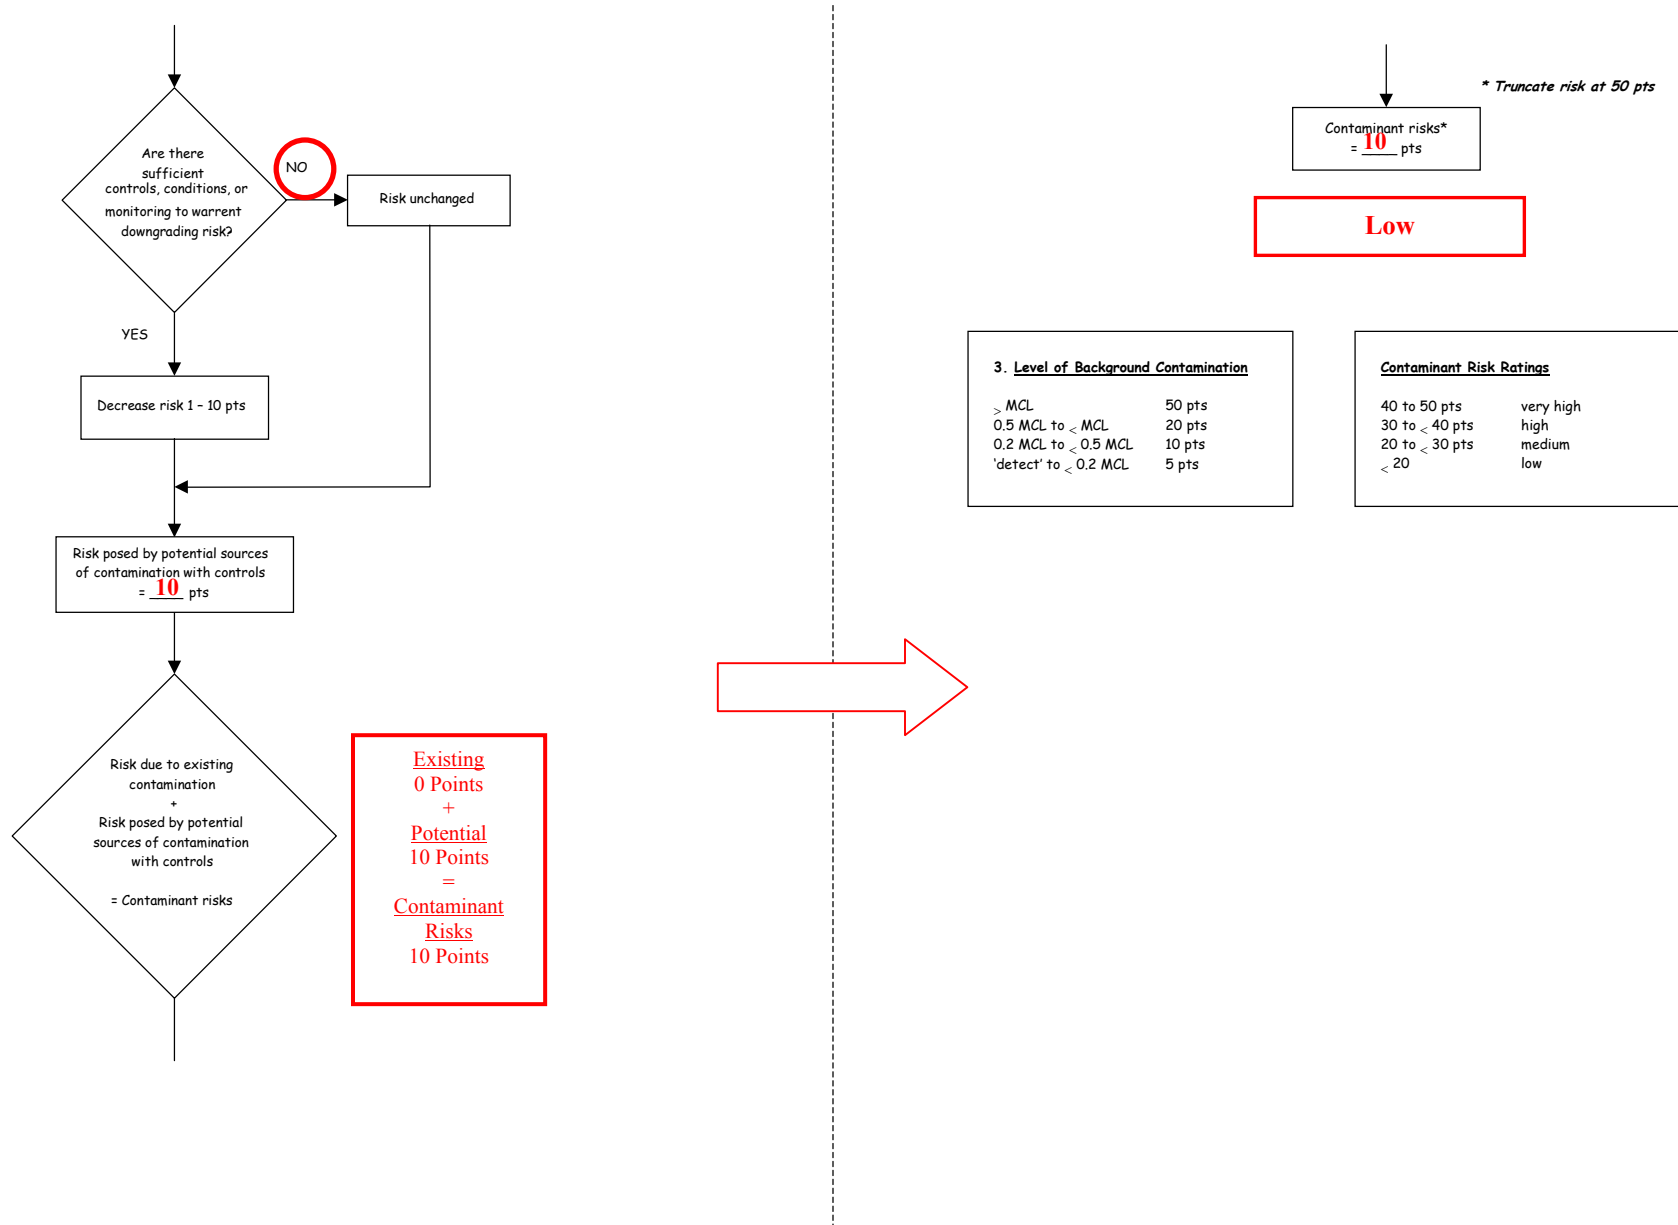 Are there
sufficient
controls, conditions, or
monitoring to warrent
downgrading risk?
NO
Risk unchanged
YES
Decrease risk 1 – 10 pts
Risk posed by potential sources
of contamination with controls
= 10 pts
Risk due to existing
contamination
+
Risk posed by potential
sources of contamination
with controls
= Contaminant risks
Existing
0 Points
+
Potential
10 Points
=
Contaminant
Risks
10 Points
* Truncate risk at 50 pts
Contaminant risks*
= 10 pts
Low
3. Level of Background Contamination
> MCL 50 pts
0.5 MCL to < MCL 20 pts
0.2 MCL to < 0.5 MCL 10 pts
‘detect’ to < 0.2 MCL 5 pts
Contaminant Risk Ratings
40 to 50 pts very high
30 to < 40 pts high
20 to < 30 pts medium
< 20 low